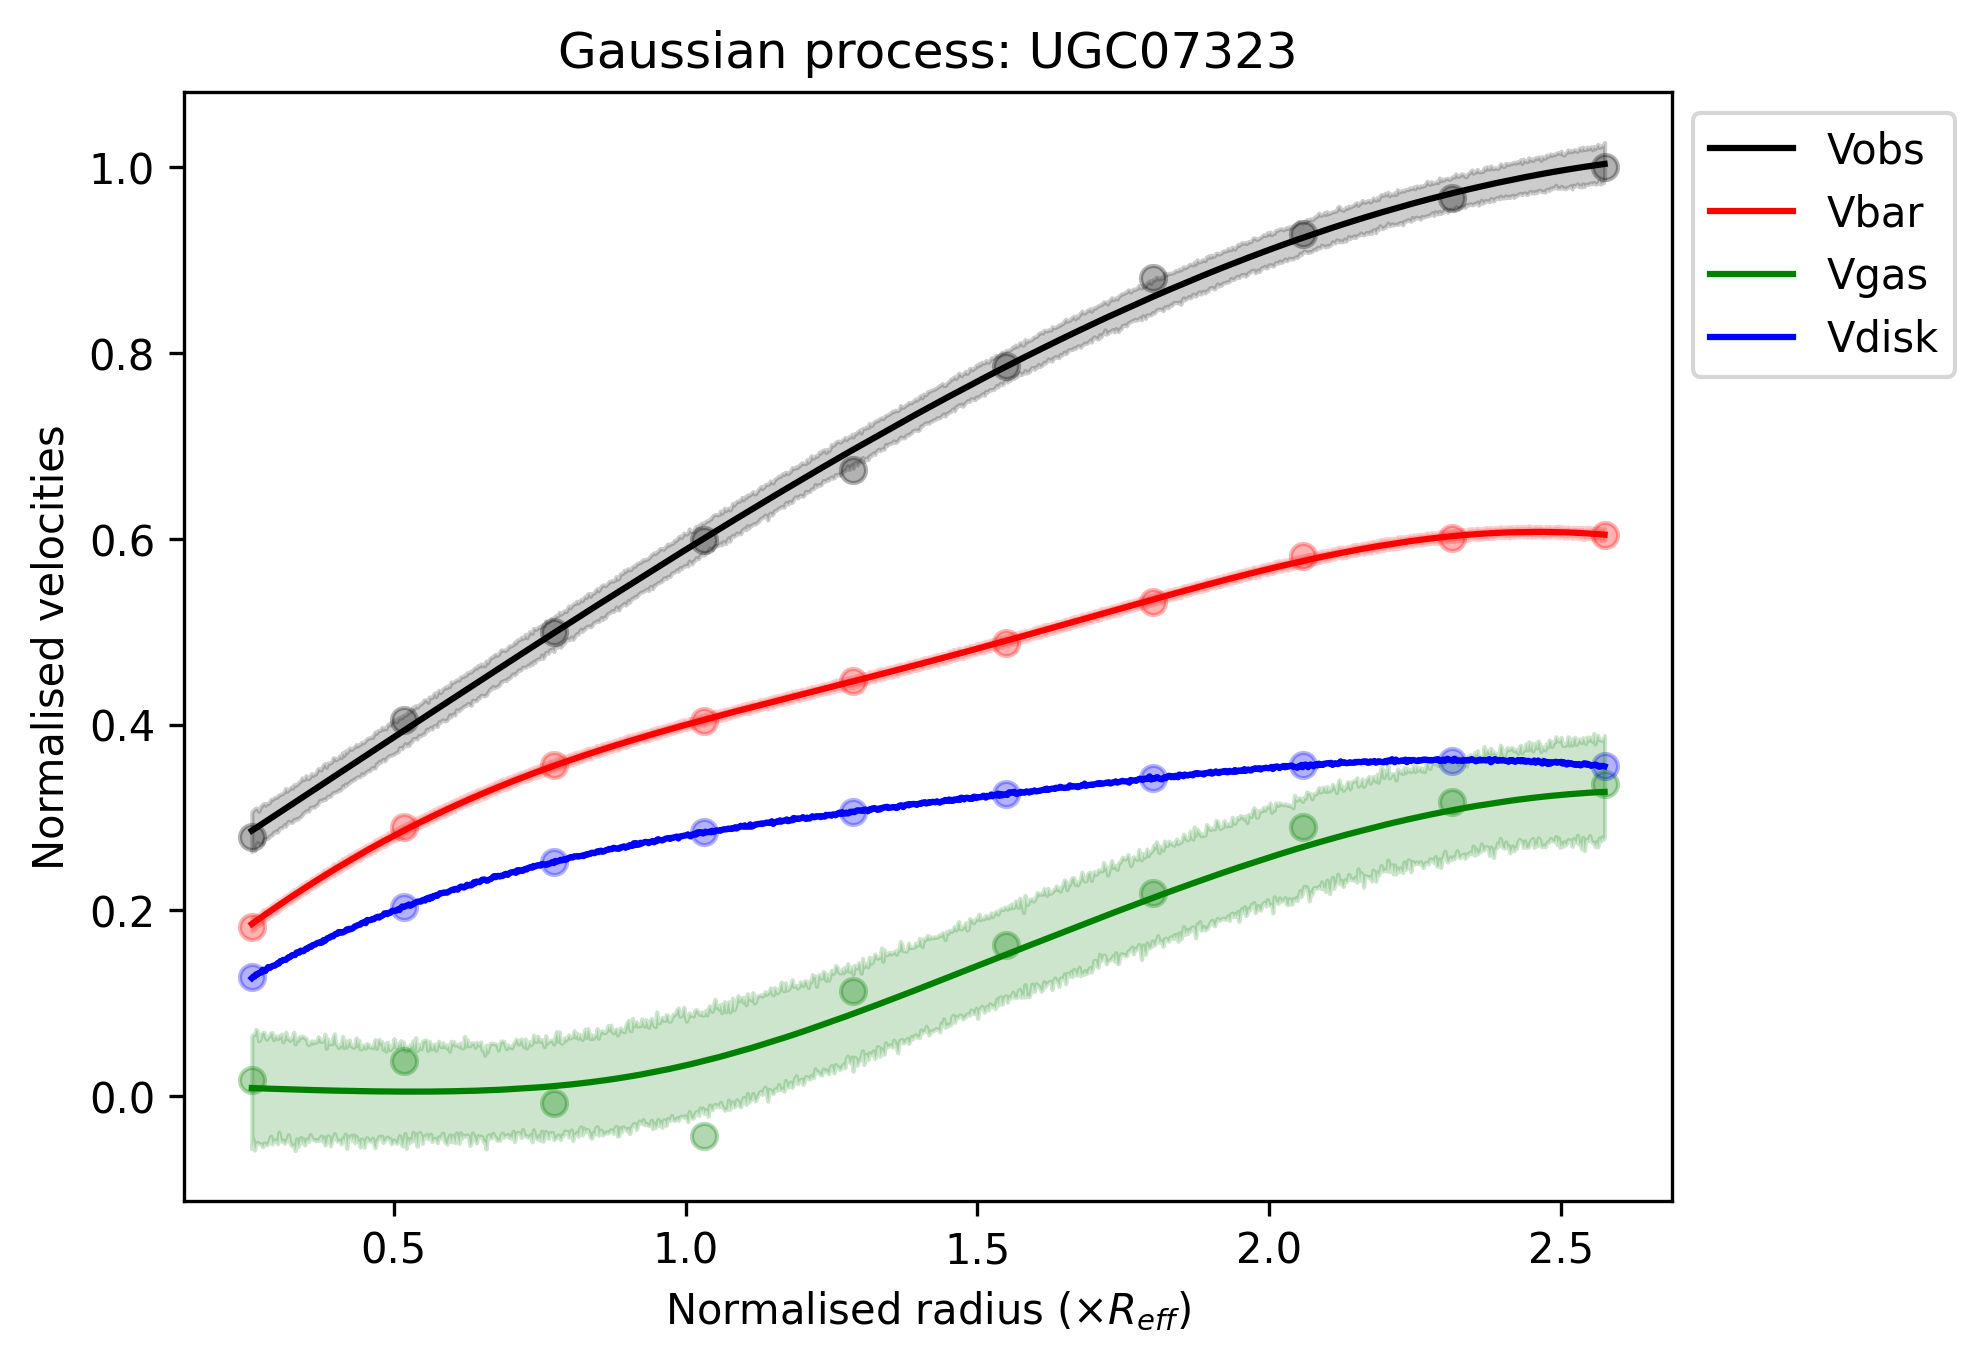 Gaussian process: UGC07323
Vobs
Vbar
Vgas
Vdisk
Normalised velocities
1.0
0.8
0.6
0.4
0.2
0.0
0.5 1.0 1.5 2.0 2.5
Normalised radius (×R_eff)